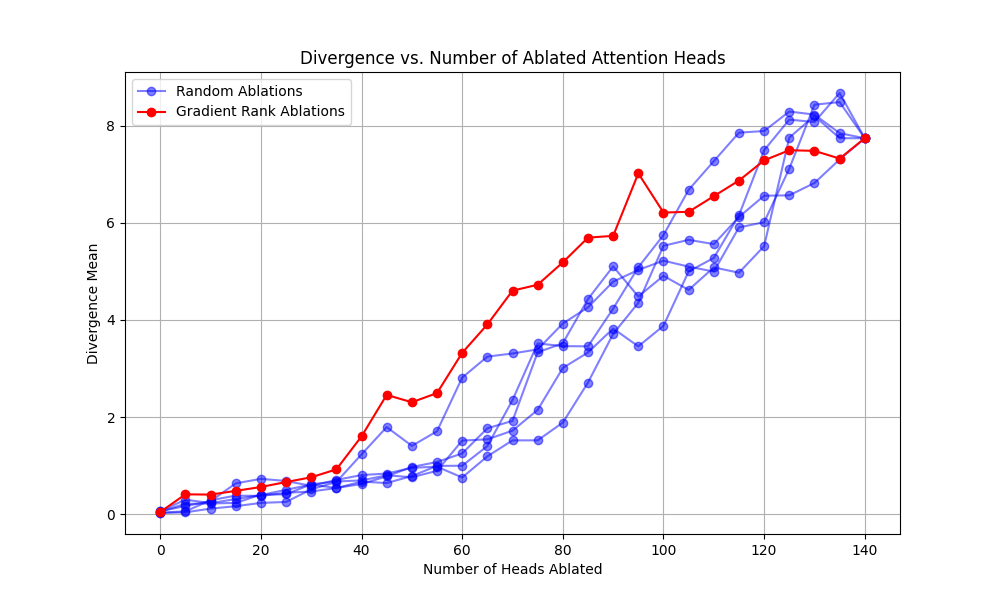 Divergence vs. Number of Ablated Attention Heads
Random Ablations
Gradient Rank Ablations
8
6
4
2
0
Divergence Mean
0 20 40 60 80 100 120 140
Number of Heads Ablated